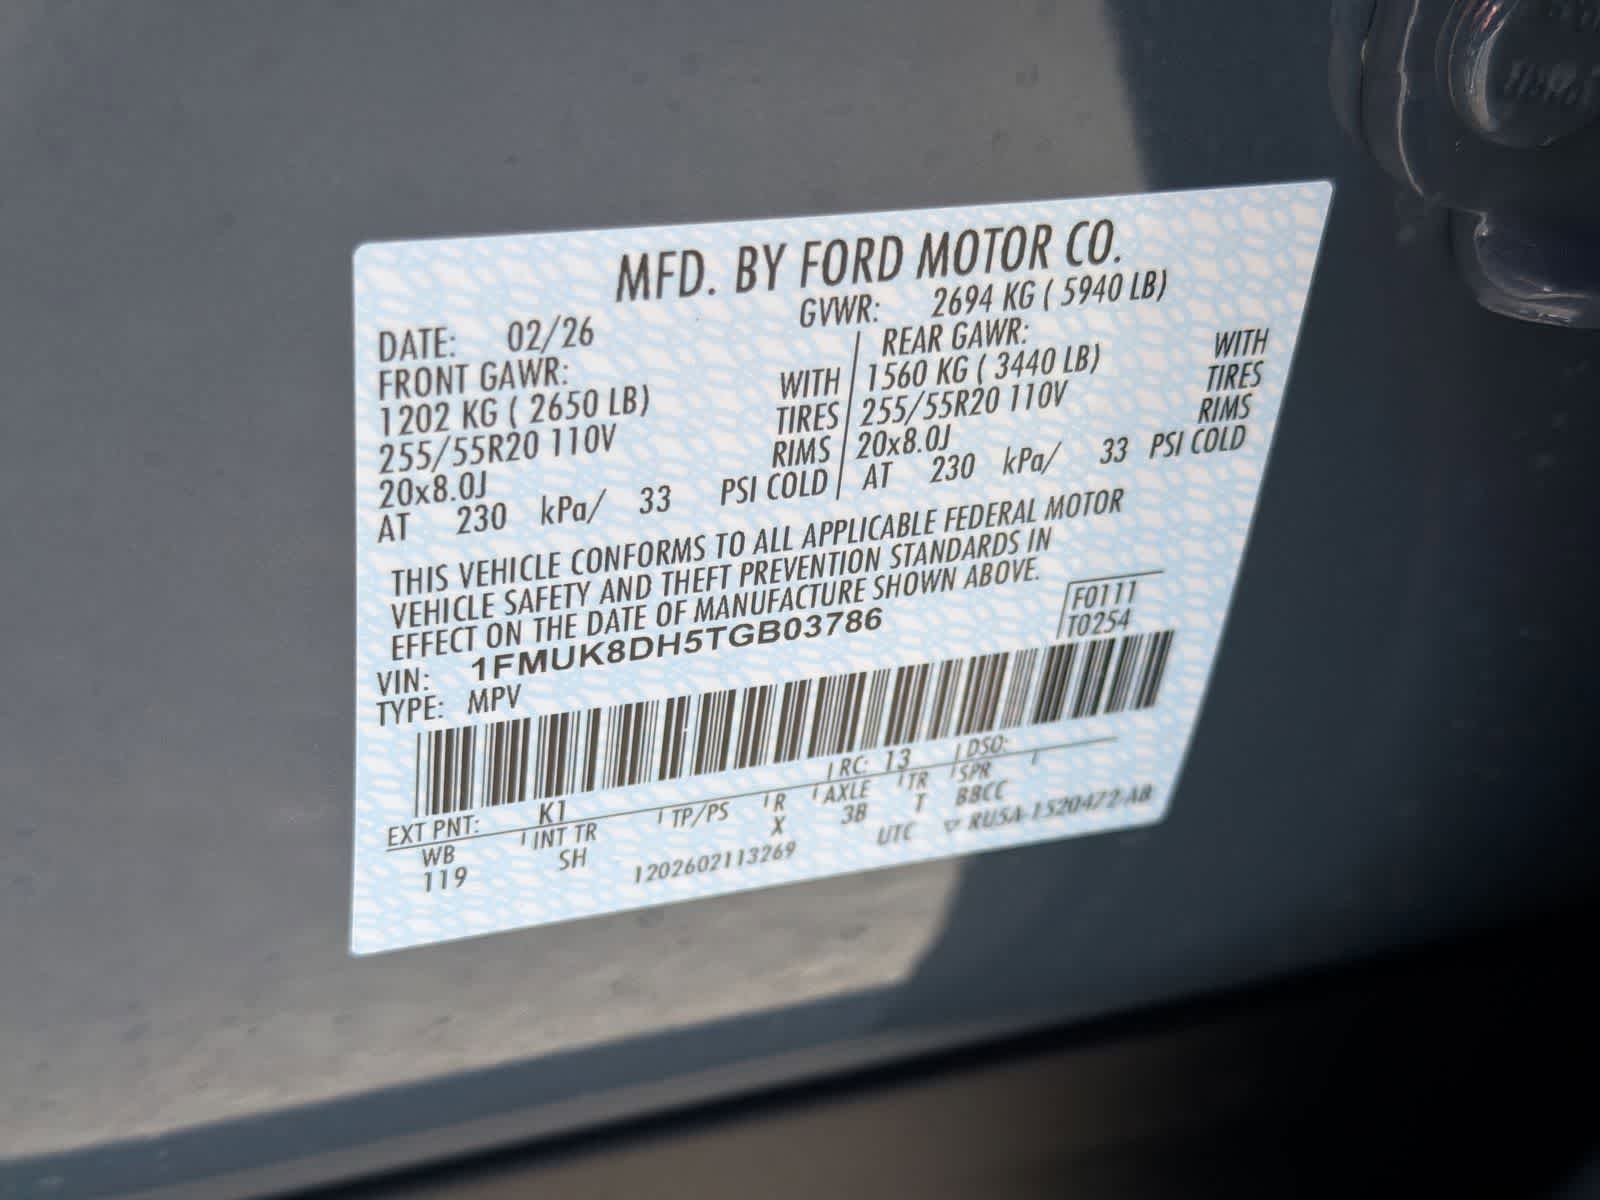 MFD. BY FORD MOTOR CO.
DATE: 02/26
GVWR: 2694 KG ( 5940 LB)
FRONT GAWR:
1202 KG ( 2650 LB) WITH
255/55R20 110V TIRES
20x8.0J RIMS
AT 230 kPa/ 33 PSI COLD
REAR GAWR:
1560 KG ( 3440 LB) WITH
255/55R20 110V TIRES
20x8.0J RIMS
AT 230 kPa/ 33 PSI COLD
THIS VEHICLE CONFORMS TO ALL APPLICABLE FEDERAL MOTOR
VEHICLE SAFETY AND THEFT PREVENTION STANDARDS IN
EFFECT ON THE DATE OF MANUFACTURE SHOWN ABOVE.
VIN: 1FMUK8DH5TGB03786
F0111
T0254
TYPE: MPV
EXT PNT: K1 RC: 13 DSO:
WB INT TR TP/PS R AXLE TR SPR
119 SH X 3B T BBCC
1202602113269 UTC RU5A-1520472-AB